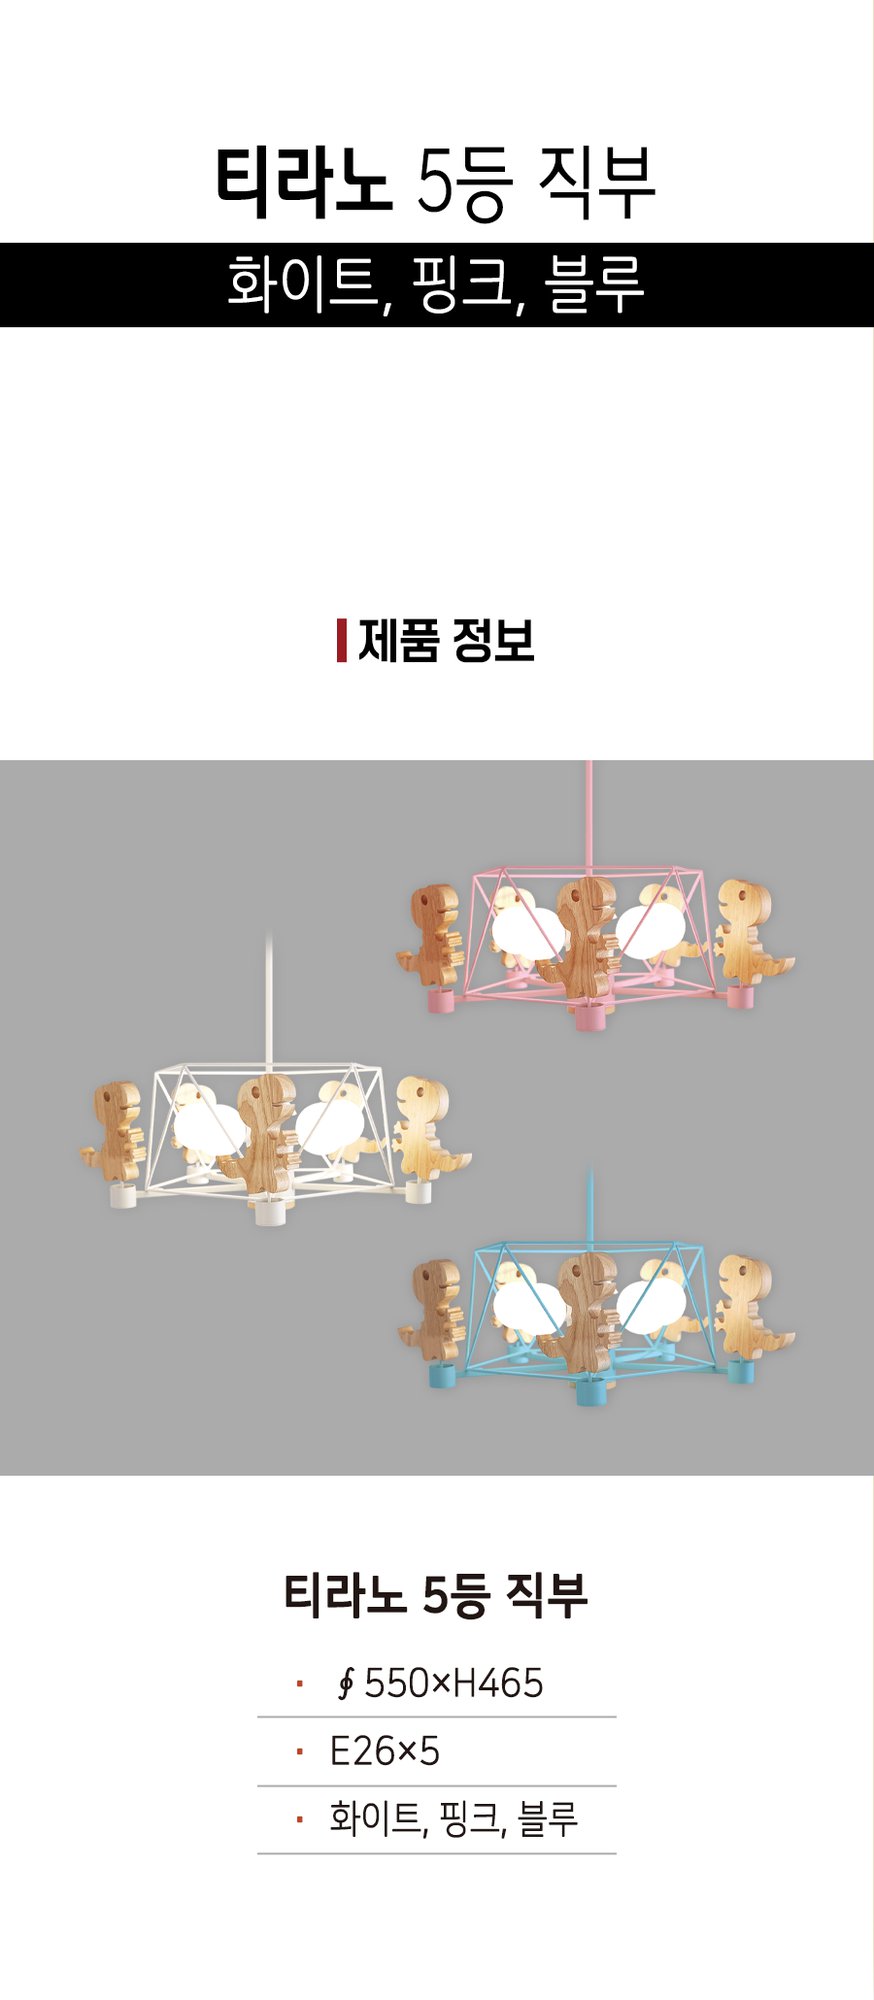 티라노 5등 직부
화이트, 핑크, 블루
제품 정보
티라노 5등 직부
· ∮ 550×H465
· E26×5
· 화이트, 핑크, 블루